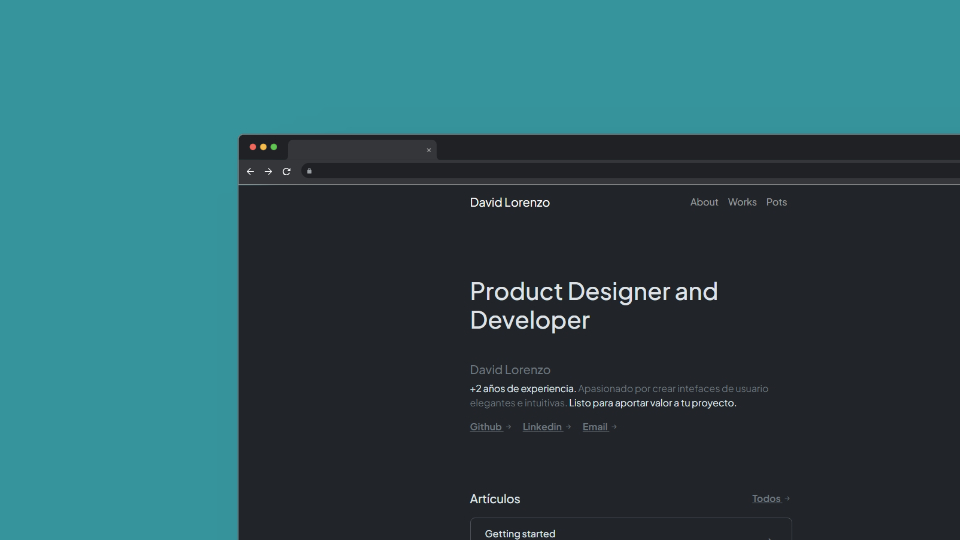 David Lorenzo
About Works Pots
Product Designer and
Developer
David Lorenzo
+2 años de experiencia. Apasionado por crear intefaces de usuario
elegantes e intuitivas. Listo para aportar valor a tu proyecto.
Github Linkedin Email
Artículos Todos
Getting started